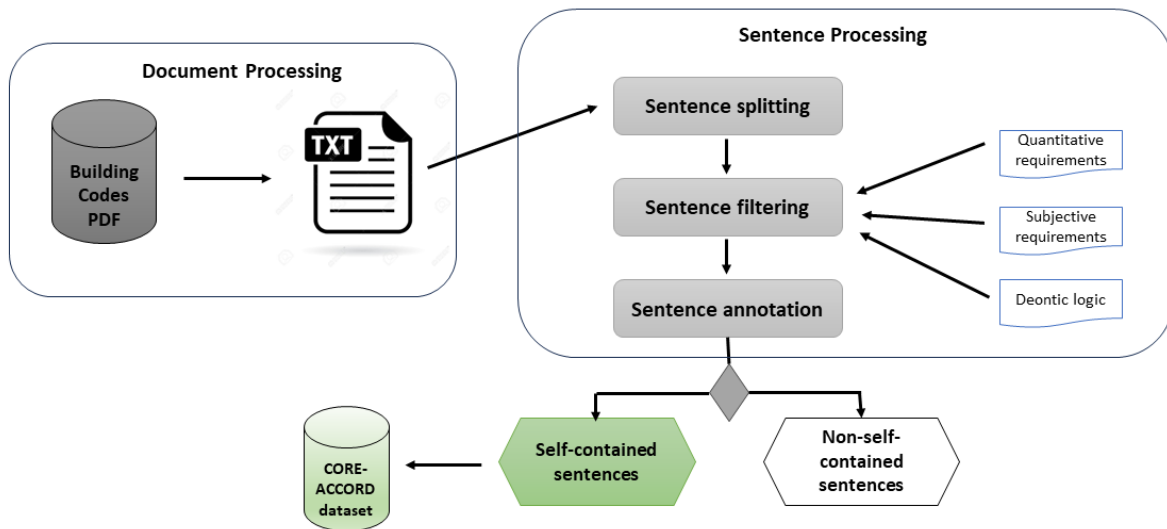 Document Processing
Building
Codes
PDF
TXT
Sentence Processing
Sentence splitting
Sentence filtering
Sentence annotation
Quantitative
requirements
Subjective
requirements
Deontic logic
Self-contained
sentences
Non-self-
contained
sentences
CORE-
ACCORD
dataset